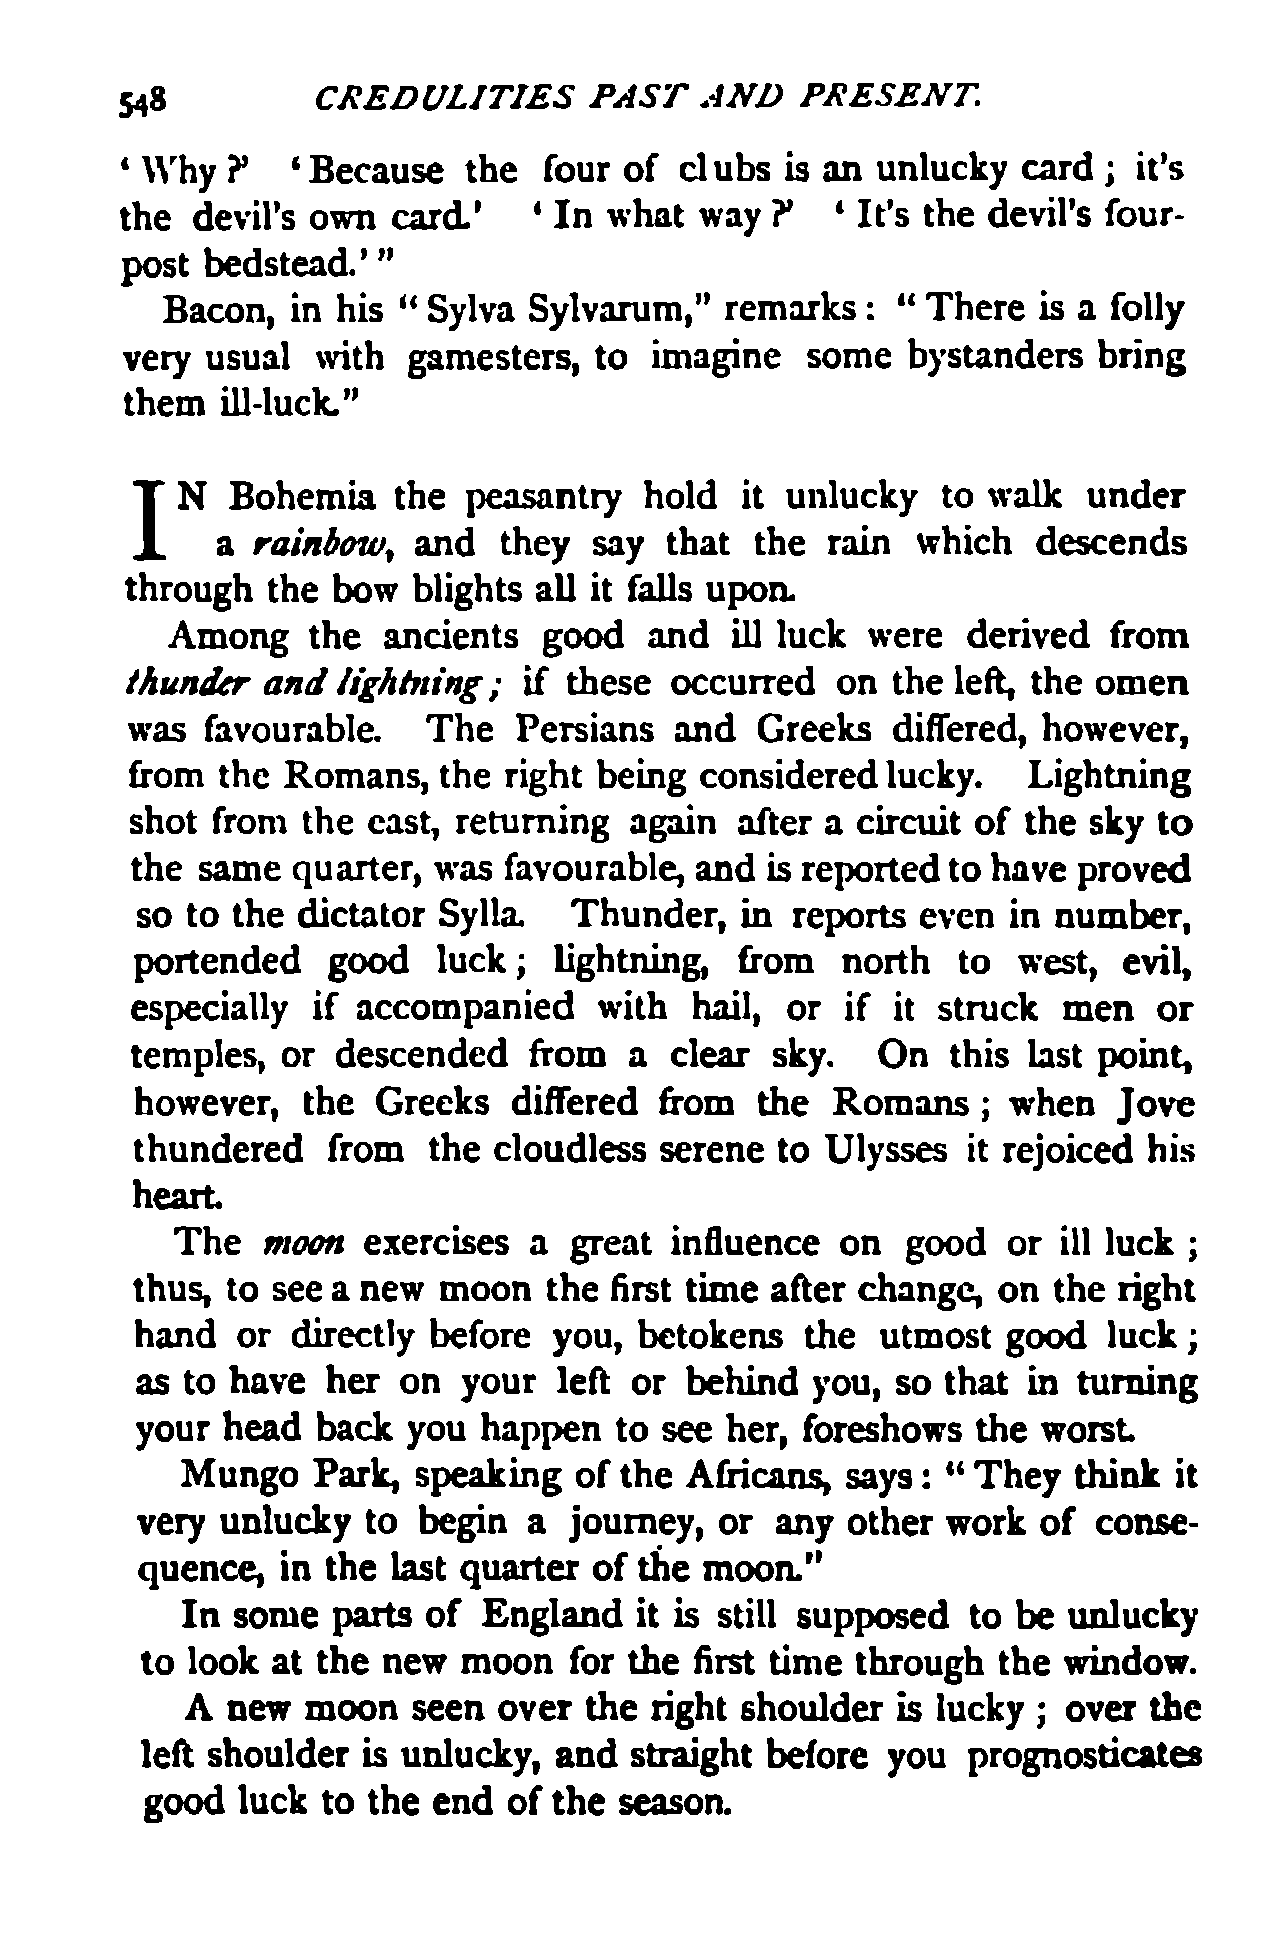 548 CREDULITIES PAST AND PRESENT.
‘ Why ?’ ‘ Because the four of clubs is an unlucky card ; it’s
the devil’s own card.’ ‘ In what way ?’ ‘ It’s the devil’s four-
post bedstead.’ ”
Bacon, in his “ Sylva Sylvarum,” remarks : “ There is a folly
very usual with gamesters, to imagine some bystanders bring
them ill-luck.”
IN Bohemia the peasantry hold it unlucky to walk under
a rainbow, and they say that the rain which descends
through the bow blights all it falls upon.
Among the ancients good and ill luck were derived from
thunder and lightning ; if these occurred on the left, the omen
was favourable. The Persians and Greeks differed, however,
from the Romans, the right being considered lucky. Lightning
shot from the east, returning again after a circuit of the sky to
the same quarter, was favourable, and is reported to have proved
so to the dictator Sylla. Thunder, in reports even in number,
portended good luck ; lightning, from north to west, evil,
especially if accompanied with hail, or if it struck men or
temples, or descended from a clear sky. On this last point,
however, the Greeks differed from the Romans ; when Jove
thundered from the cloudless serene to Ulysses it rejoiced his
heart.
The moon exercises a great influence on good or ill luck ;
thus, to see a new moon the first time after change, on the right
hand or directly before you, betokens the utmost good luck ;
as to have her on your left or behind you, so that in turning
your head back you happen to see her, foreshows the worst.
Mungo Park, speaking of the Africans, says : “ They think it
very unlucky to begin a journey, or any other work of conse-
quence, in the last quarter of the moon.”
In some parts of England it is still supposed to be unlucky
to look at the new moon for the first time through the window.
A new moon seen over the right shoulder is lucky ; over the
left shoulder is unlucky, and straight before you prognosticates
good luck to the end of the season.